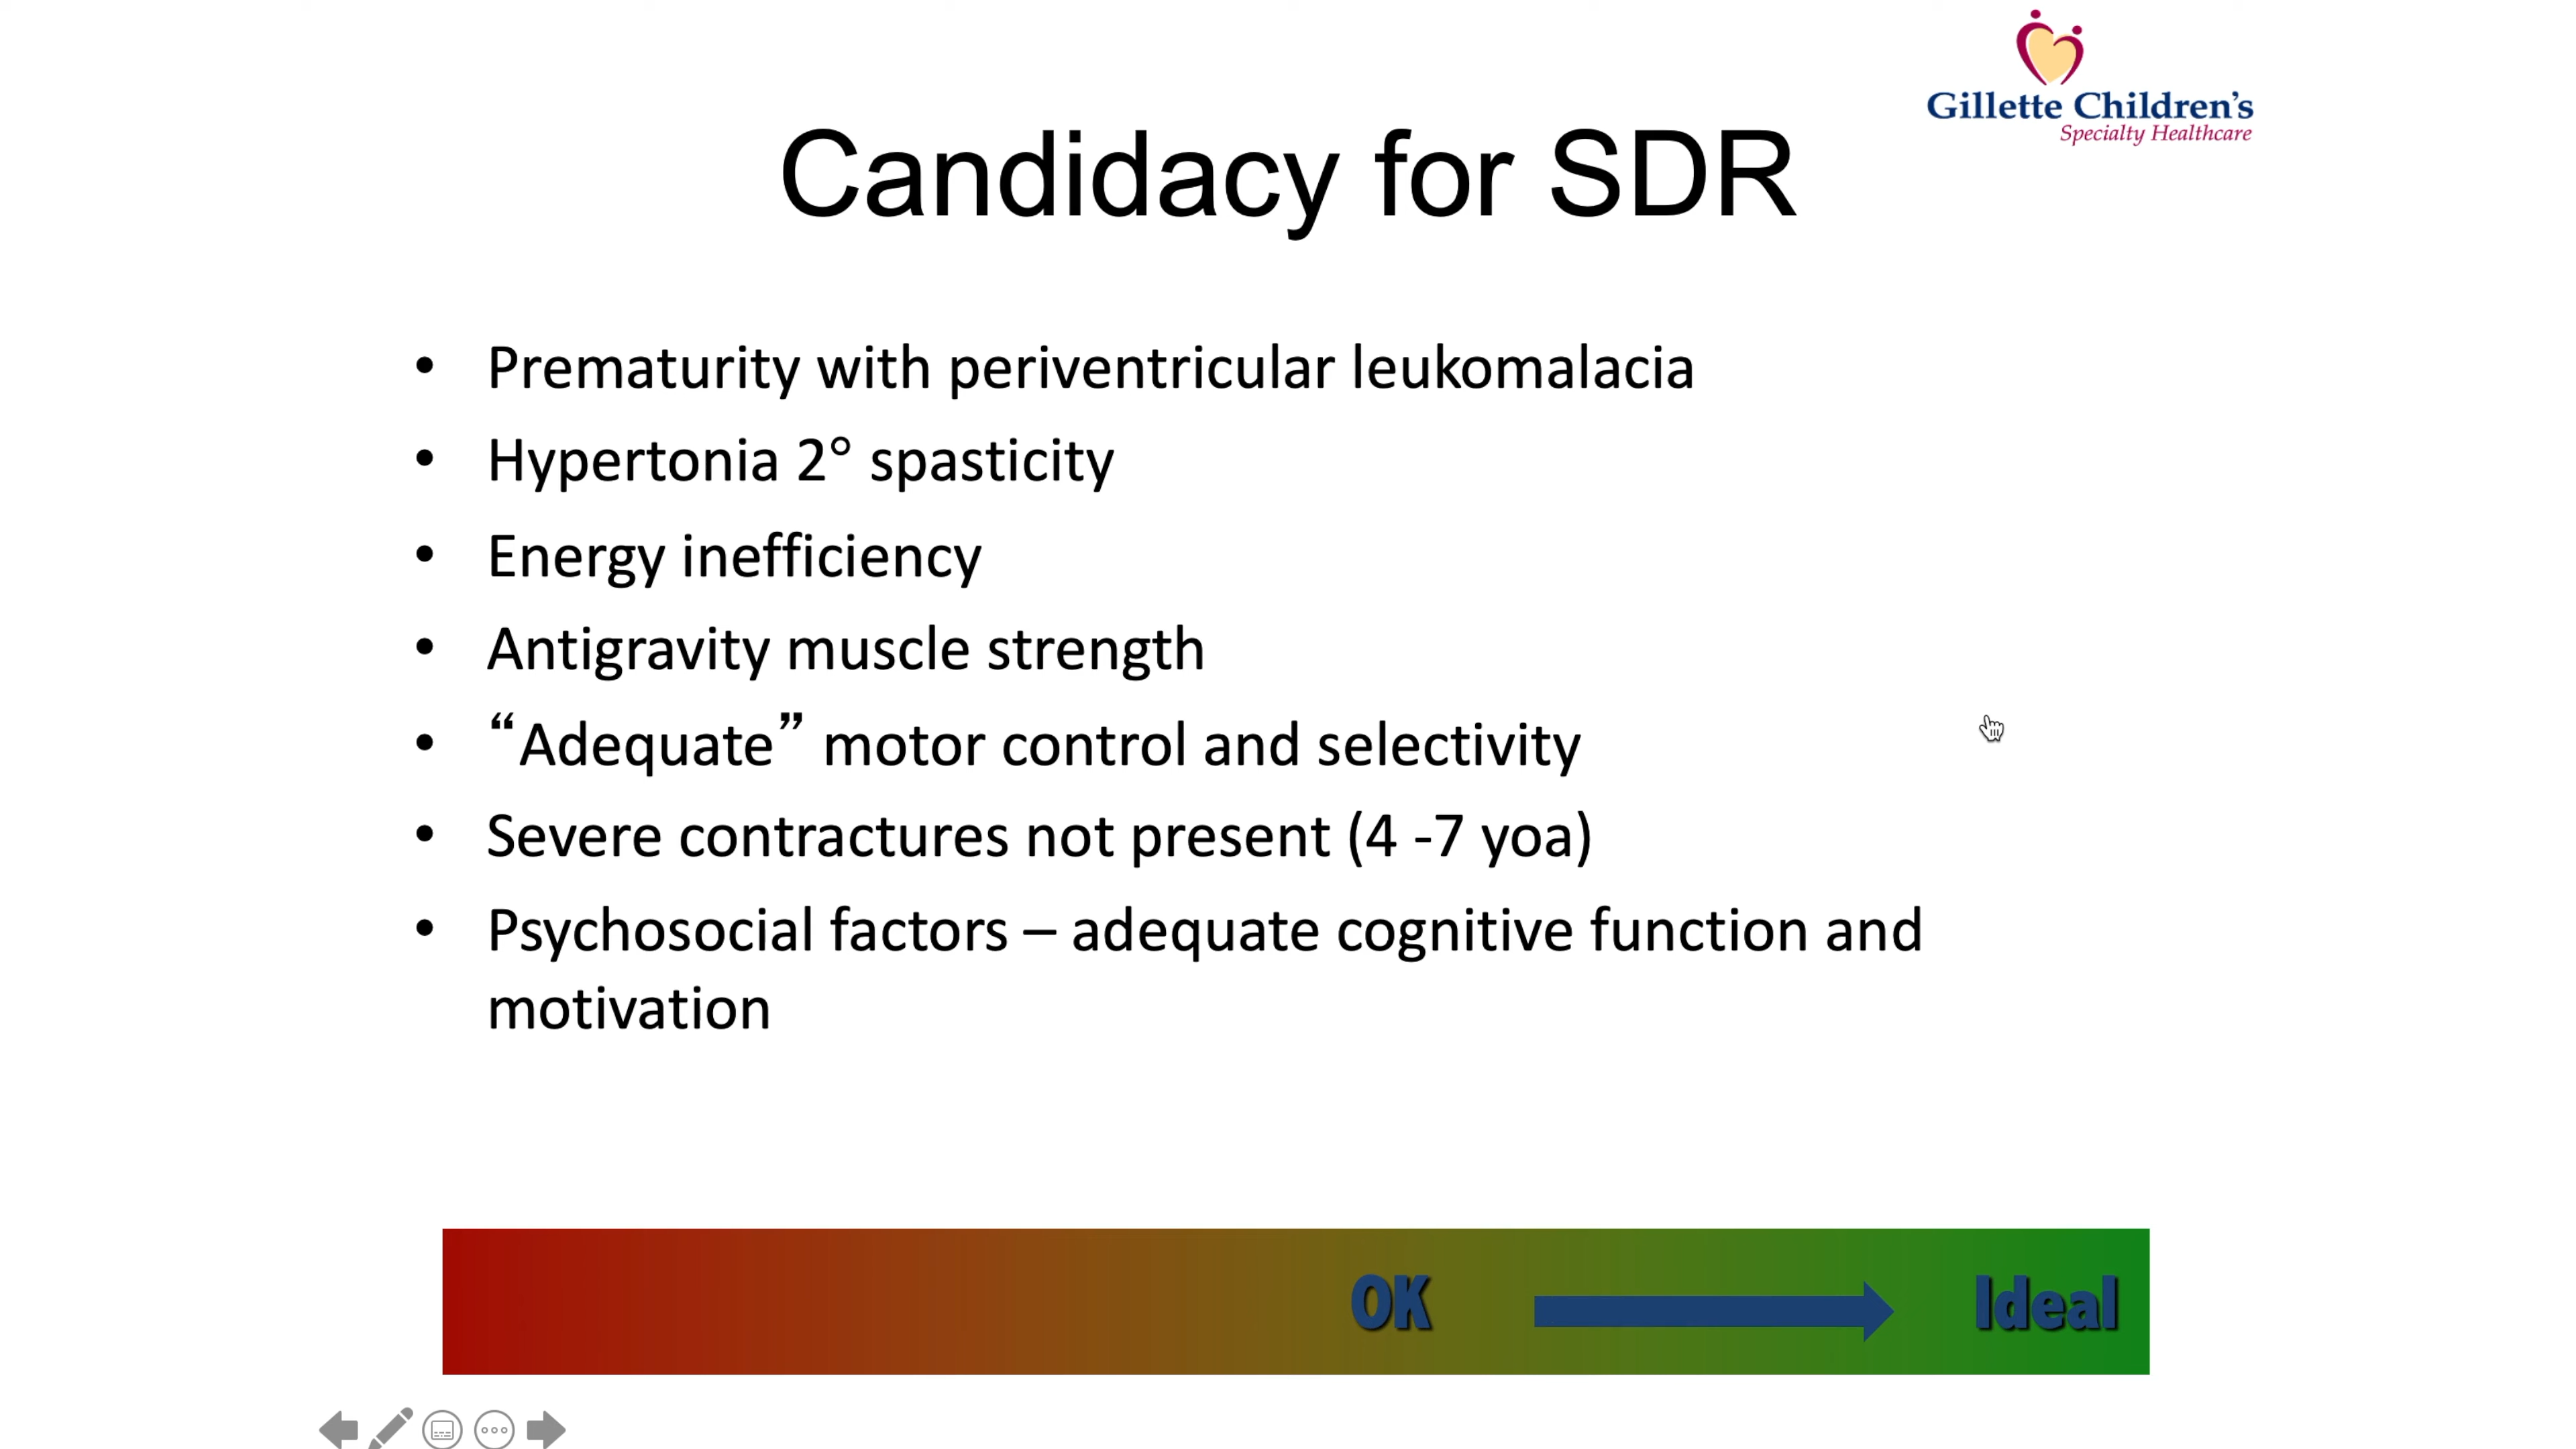 Gillette Children's
Specialty Healthcare
Candidacy for SDR
• Prematurity with periventricular leukomalacia
• Hypertonia 2° spasticity
• Energy inefficiency
• Antigravity muscle strength
• “Adequate” motor control and selectivity
• Severe contractures not present (4 -7 yoa)
• Psychosocial factors – adequate cognitive function and
motivation
OK Ideal